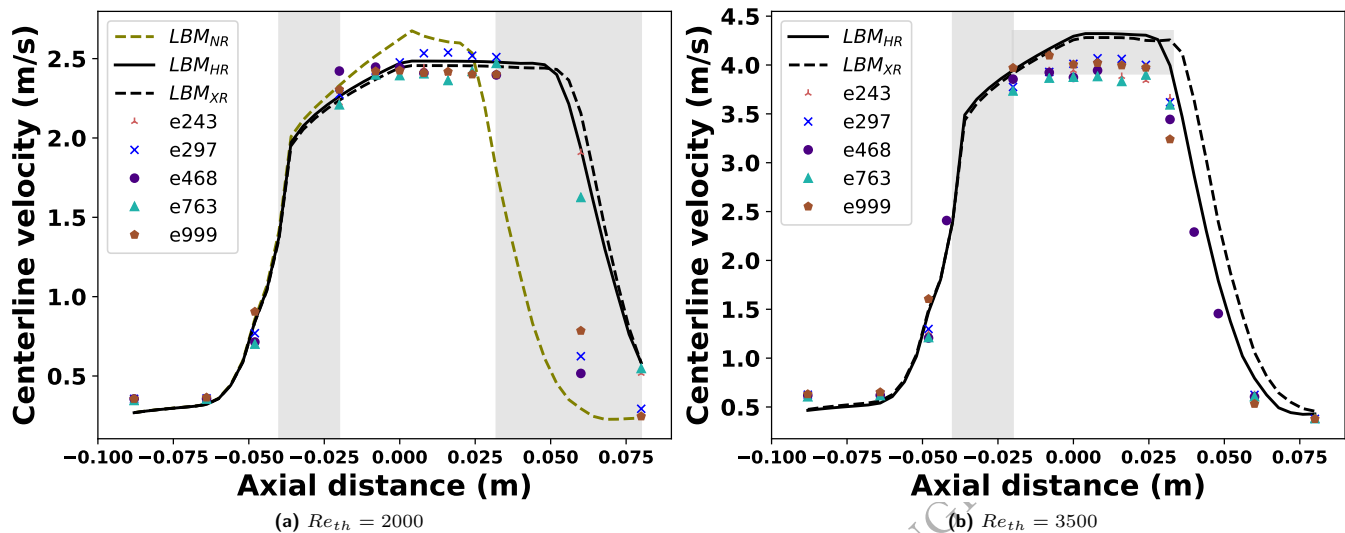 Centerline velocity (m/s)
2.5
2.0
1.5
1.0
0.5
LBM_NR
LBM_HR
LBM_XR
e243
e297
e468
e763
e999
−0.100 −0.075 −0.050 −0.025 0.000 0.025 0.050 0.075
Axial distance (m)
(a) Re_th = 2000
Centerline velocity (m/s)
4.5
4.0
3.5
3.0
2.5
2.0
1.5
1.0
0.5
LBM_HR
LBM_XR
e243
e297
e468
e763
e999
−0.100 −0.075 −0.050 −0.025 0.000 0.025 0.050 0.075
Axial distance (m)
(b) Re_th = 3500